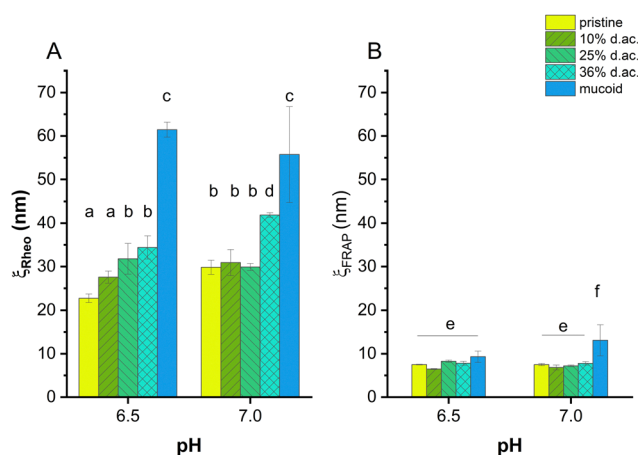 pristine
10% d.ac.
25% d.ac.
36% d.ac.
mucoid
A
70
60
50
40
30
20
10
0
ξRheo (nm)
a a b b c
b b b d c
6.5 7.0
pH
B
70
60
50
40
30
20
10
0
ξFRAP (nm)
e
e f
6.5 7.0
pH